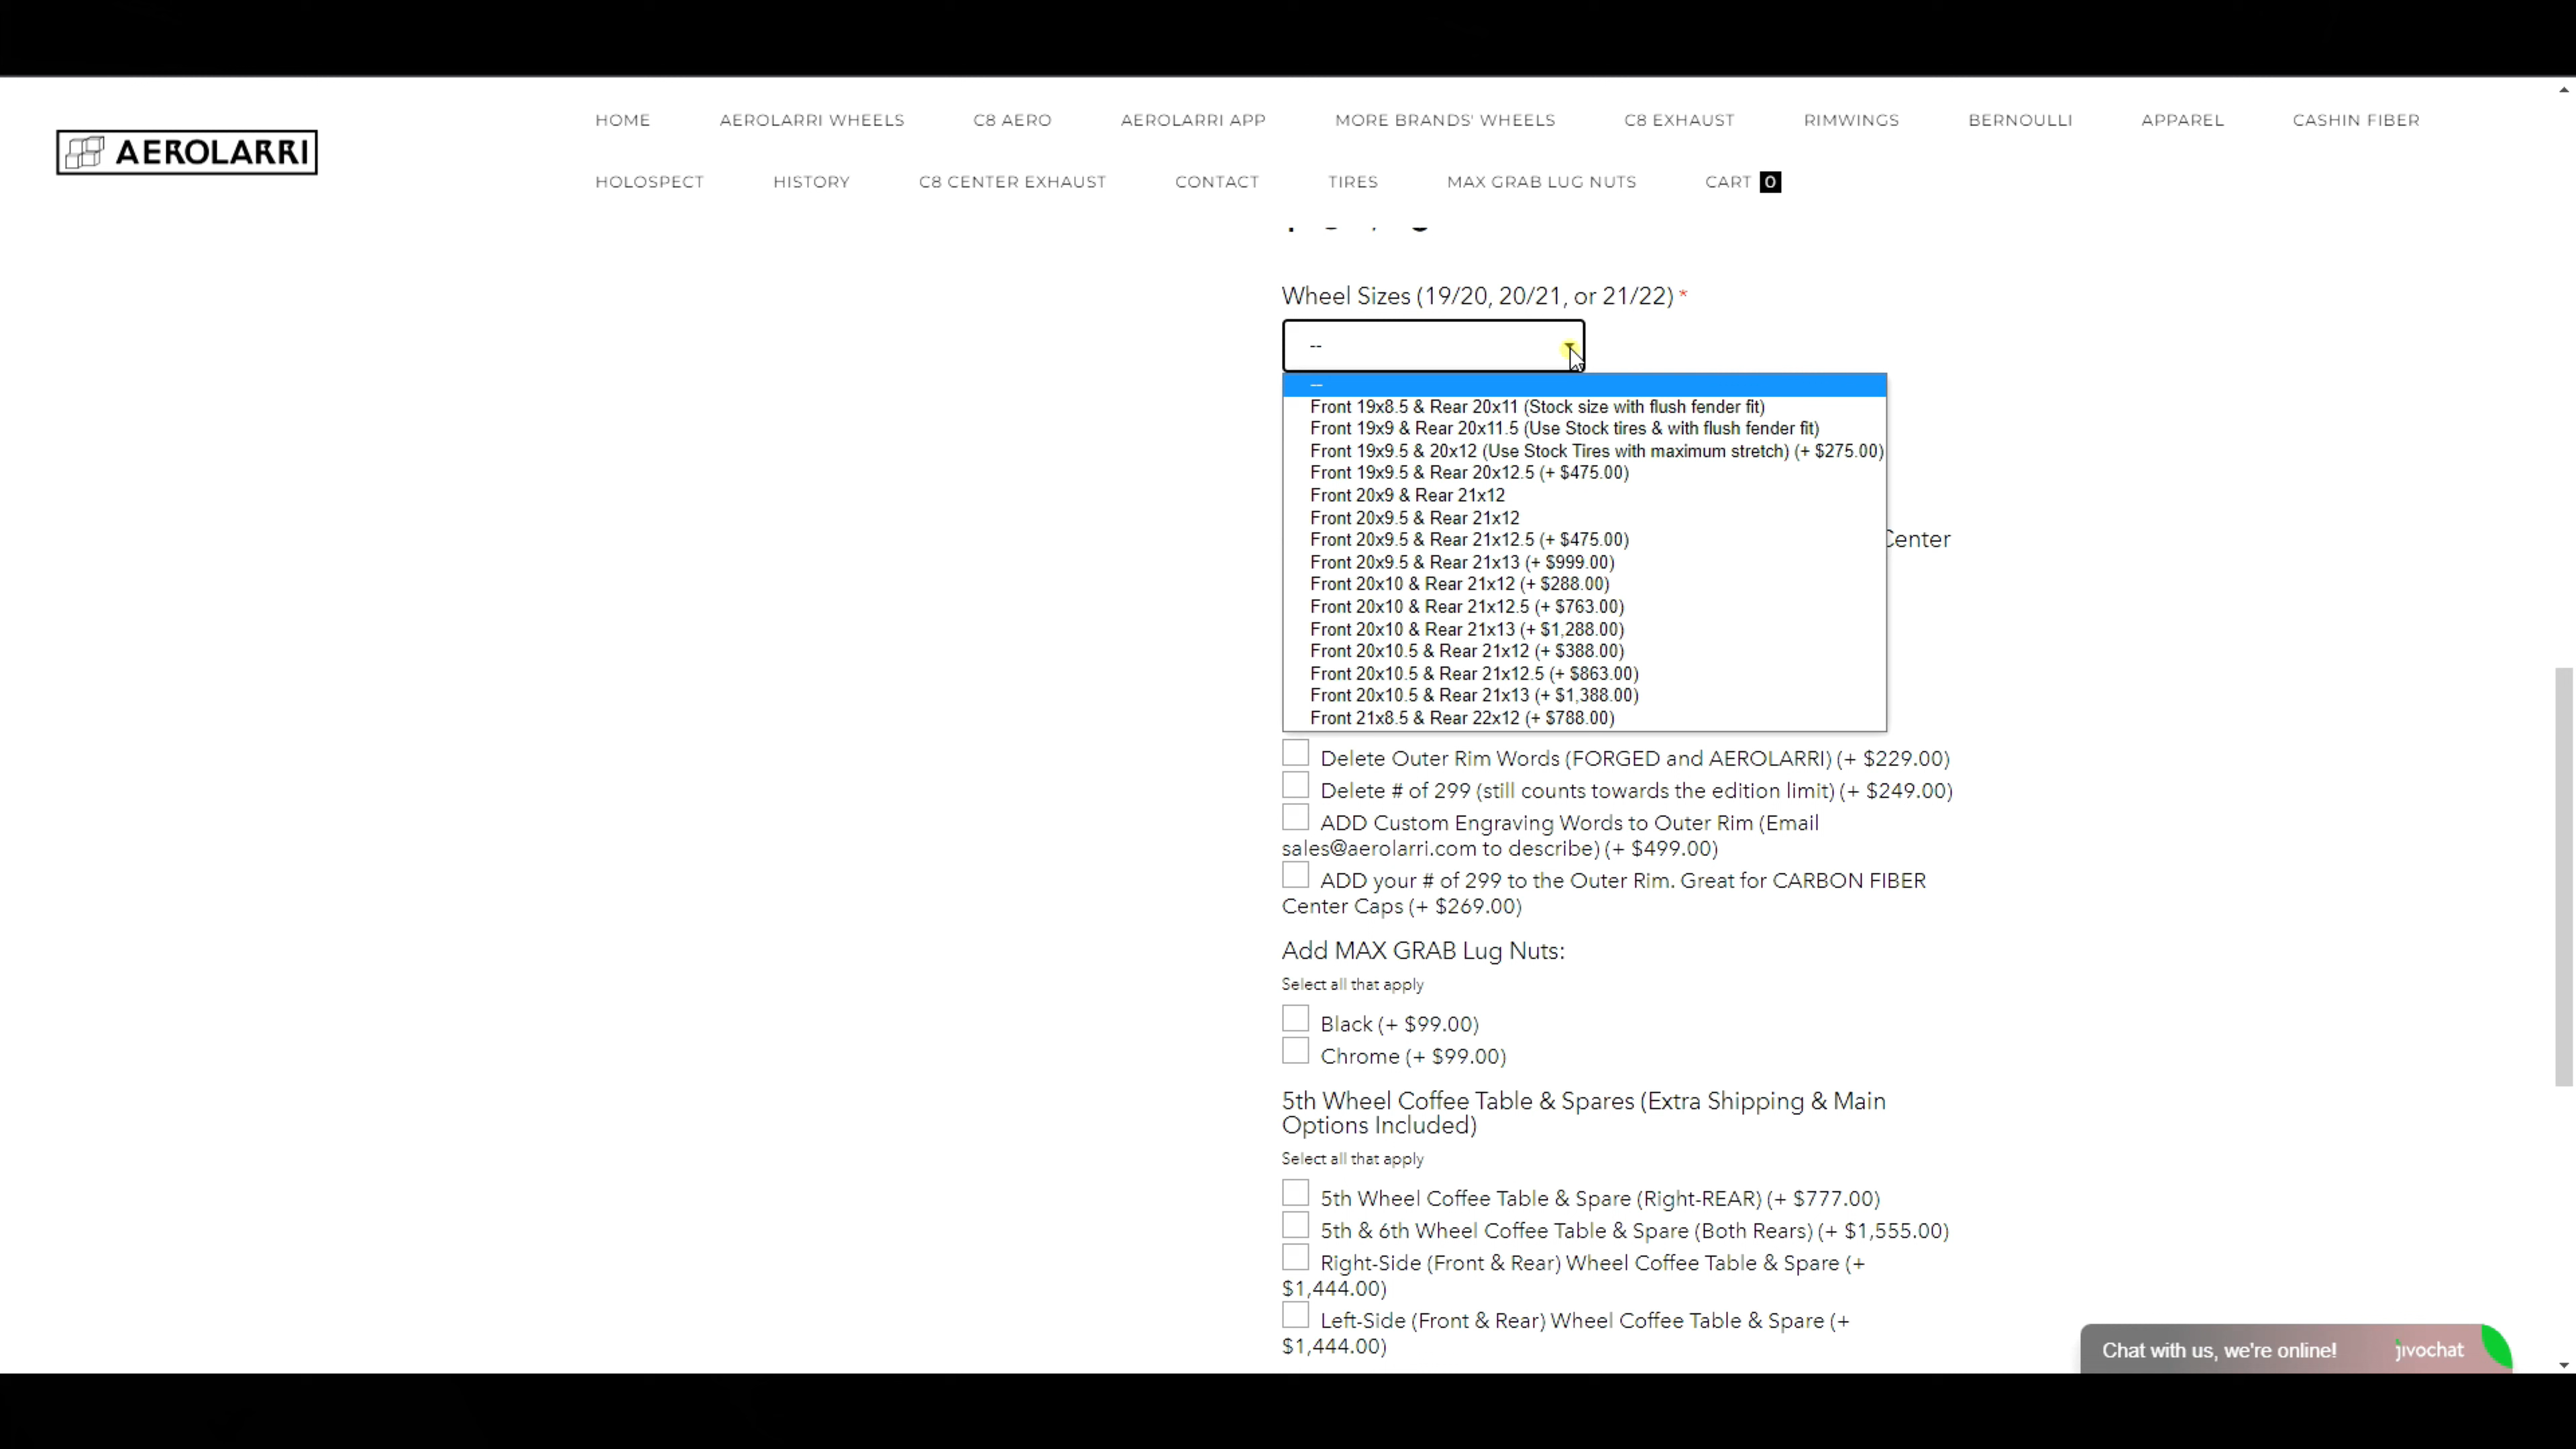 HOME AEROLARRI WHEELS C8 AERO AEROLARRI APP MORE BRANDS' WHEELS C8 EXHAUST RIMWINGS BERNOULLI APPAREL CASHIN FIBER
AEROLARRI
HOLOSPECT HISTORY C8 CENTER EXHAUST CONTACT TIRES MAX GRAB LUG NUTS CART 0
Wheel Sizes (19/20, 20/21, or 21/22) *
--
--
Front 19x8.5 & Rear 20x11 (Stock size with flush fender fit)
Front 19x9 & Rear 20x11.5 (Use Stock tires & with flush fender fit)
Front 19x9.5 & 20x12 (Use Stock Tires with maximum stretch) (+ $275.00)
Front 19x9.5 & Rear 20x12.5 (+ $475.00)
Front 20x9 & Rear 21x12
Front 20x9.5 & Rear 21x12
Front 20x9.5 & Rear 21x12.5 (+ $475.00)
Center
Front 20x9.5 & Rear 21x13 (+ $999.00)
Front 20x10 & Rear 21x12 (+ $288.00)
Front 20x10 & Rear 21x12.5 (+ $763.00)
Front 20x10 & Rear 21x13 (+ $1,288.00)
Front 20x10.5 & Rear 21x12 (+ $388.00)
Front 20x10.5 & Rear 21x12.5 (+ $863.00)
Front 20x10.5 & Rear 21x13 (+ $1,388.00)
Front 21x8.5 & Rear 22x12 (+ $788.00)
Delete Outer Rim Words (FORGED and AEROLARRI) (+ $229.00)
Delete # of 299 (still counts towards the edition limit) (+ $249.00)
ADD Custom Engraving Words to Outer Rim (Email
sales@aerolarri.com to describe) (+ $499.00)
ADD your # of 299 to the Outer Rim. Great for CARBON FIBER
Center Caps (+ $269.00)
Add MAX GRAB Lug Nuts:
Select all that apply
Black (+ $99.00)
Chrome (+ $99.00)
5th Wheel Coffee Table & Spares (Extra Shipping & Main
Options Included)
Select all that apply
5th Wheel Coffee Table & Spare (Right-REAR) (+ $777.00)
5th & 6th Wheel Coffee Table & Spare (Both Rears) (+ $1,555.00)
Right-Side (Front & Rear) Wheel Coffee Table & Spare (+
$1,444.00)
Left-Side (Front & Rear) Wheel Coffee Table & Spare (+
$1,444.00)
Chat with us, we're online! jivochat